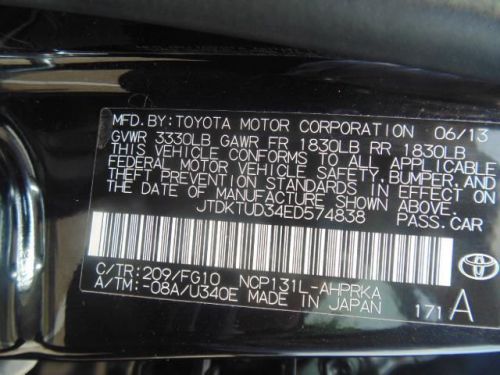 MFD.BY:TOYOTA MOTOR CORPORATION 06/13
GVWR 3330LB GAWR FR 1830LB RR 1830LB
THIS VEHICLE CONFORMS TO ALL APPLICABLE
FEDERAL MOTOR VEHICLE SAFETY,BUMPER,AND
THEFT PREVENTION STANDARDS IN EFFECT ON
THE DATE OF MANUFACTURE SHOWN ABOVE.
JTDKTUD34ED574838 PASS.CAR
C/TR:209/FG10 NCP131L-AHPRKA
A/TM:-08A/U340E MADE IN JAPAN 171 A
TOYOTA